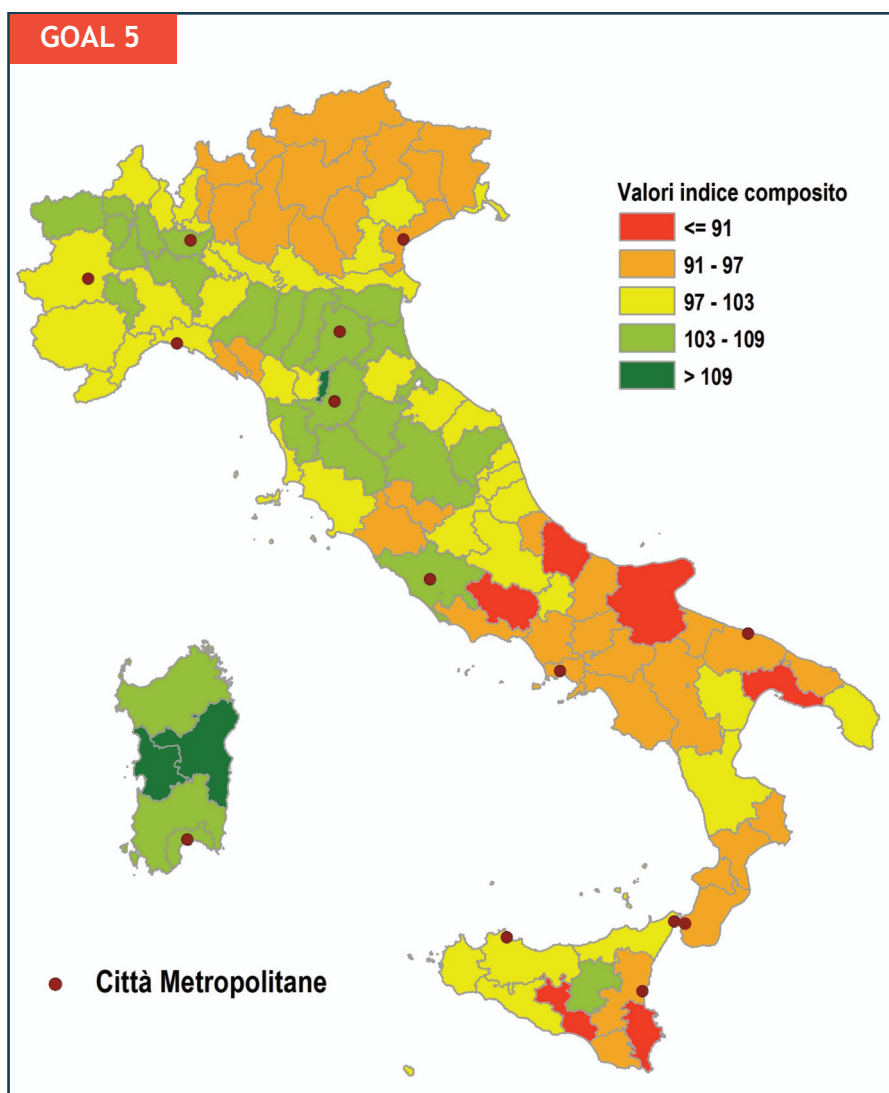 GOAL 5
Valori indice composito
<= 91
91 - 97
97 - 103
103 - 109
> 109
Città Metropolitane